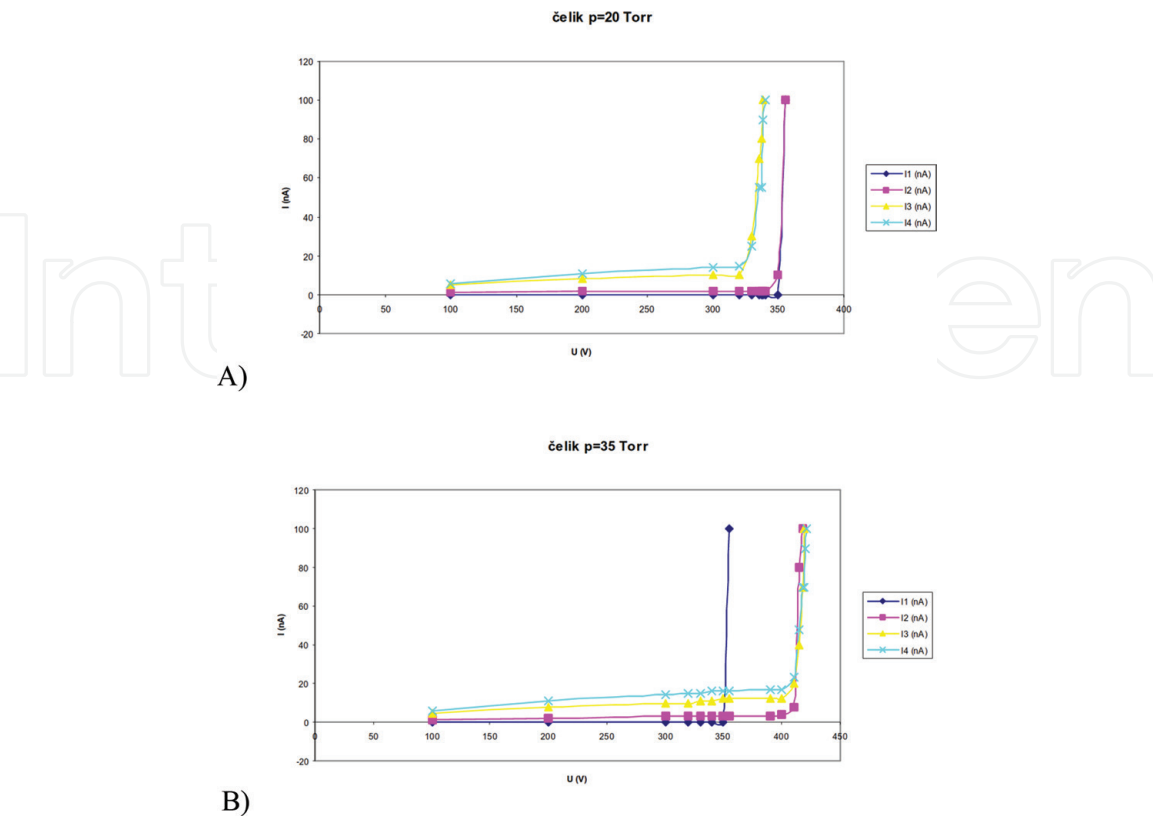 čelik p=20 Torr
120
100
80
60
40
20
0
-20
0 50 100 150 200 250 300 350 400
I (nA)
U (V)
I1 (nA)
I2 (nA)
I3 (nA)
I4 (nA)
A)
Int en
čelik p=35 Torr
120
100
80
60
40
20
0
-20
0 50 100 150 200 250 300 350 400 450
I (nA)
U (V)
I1 (nA)
I2 (nA)
I3 (nA)
I4 (nA)
B)